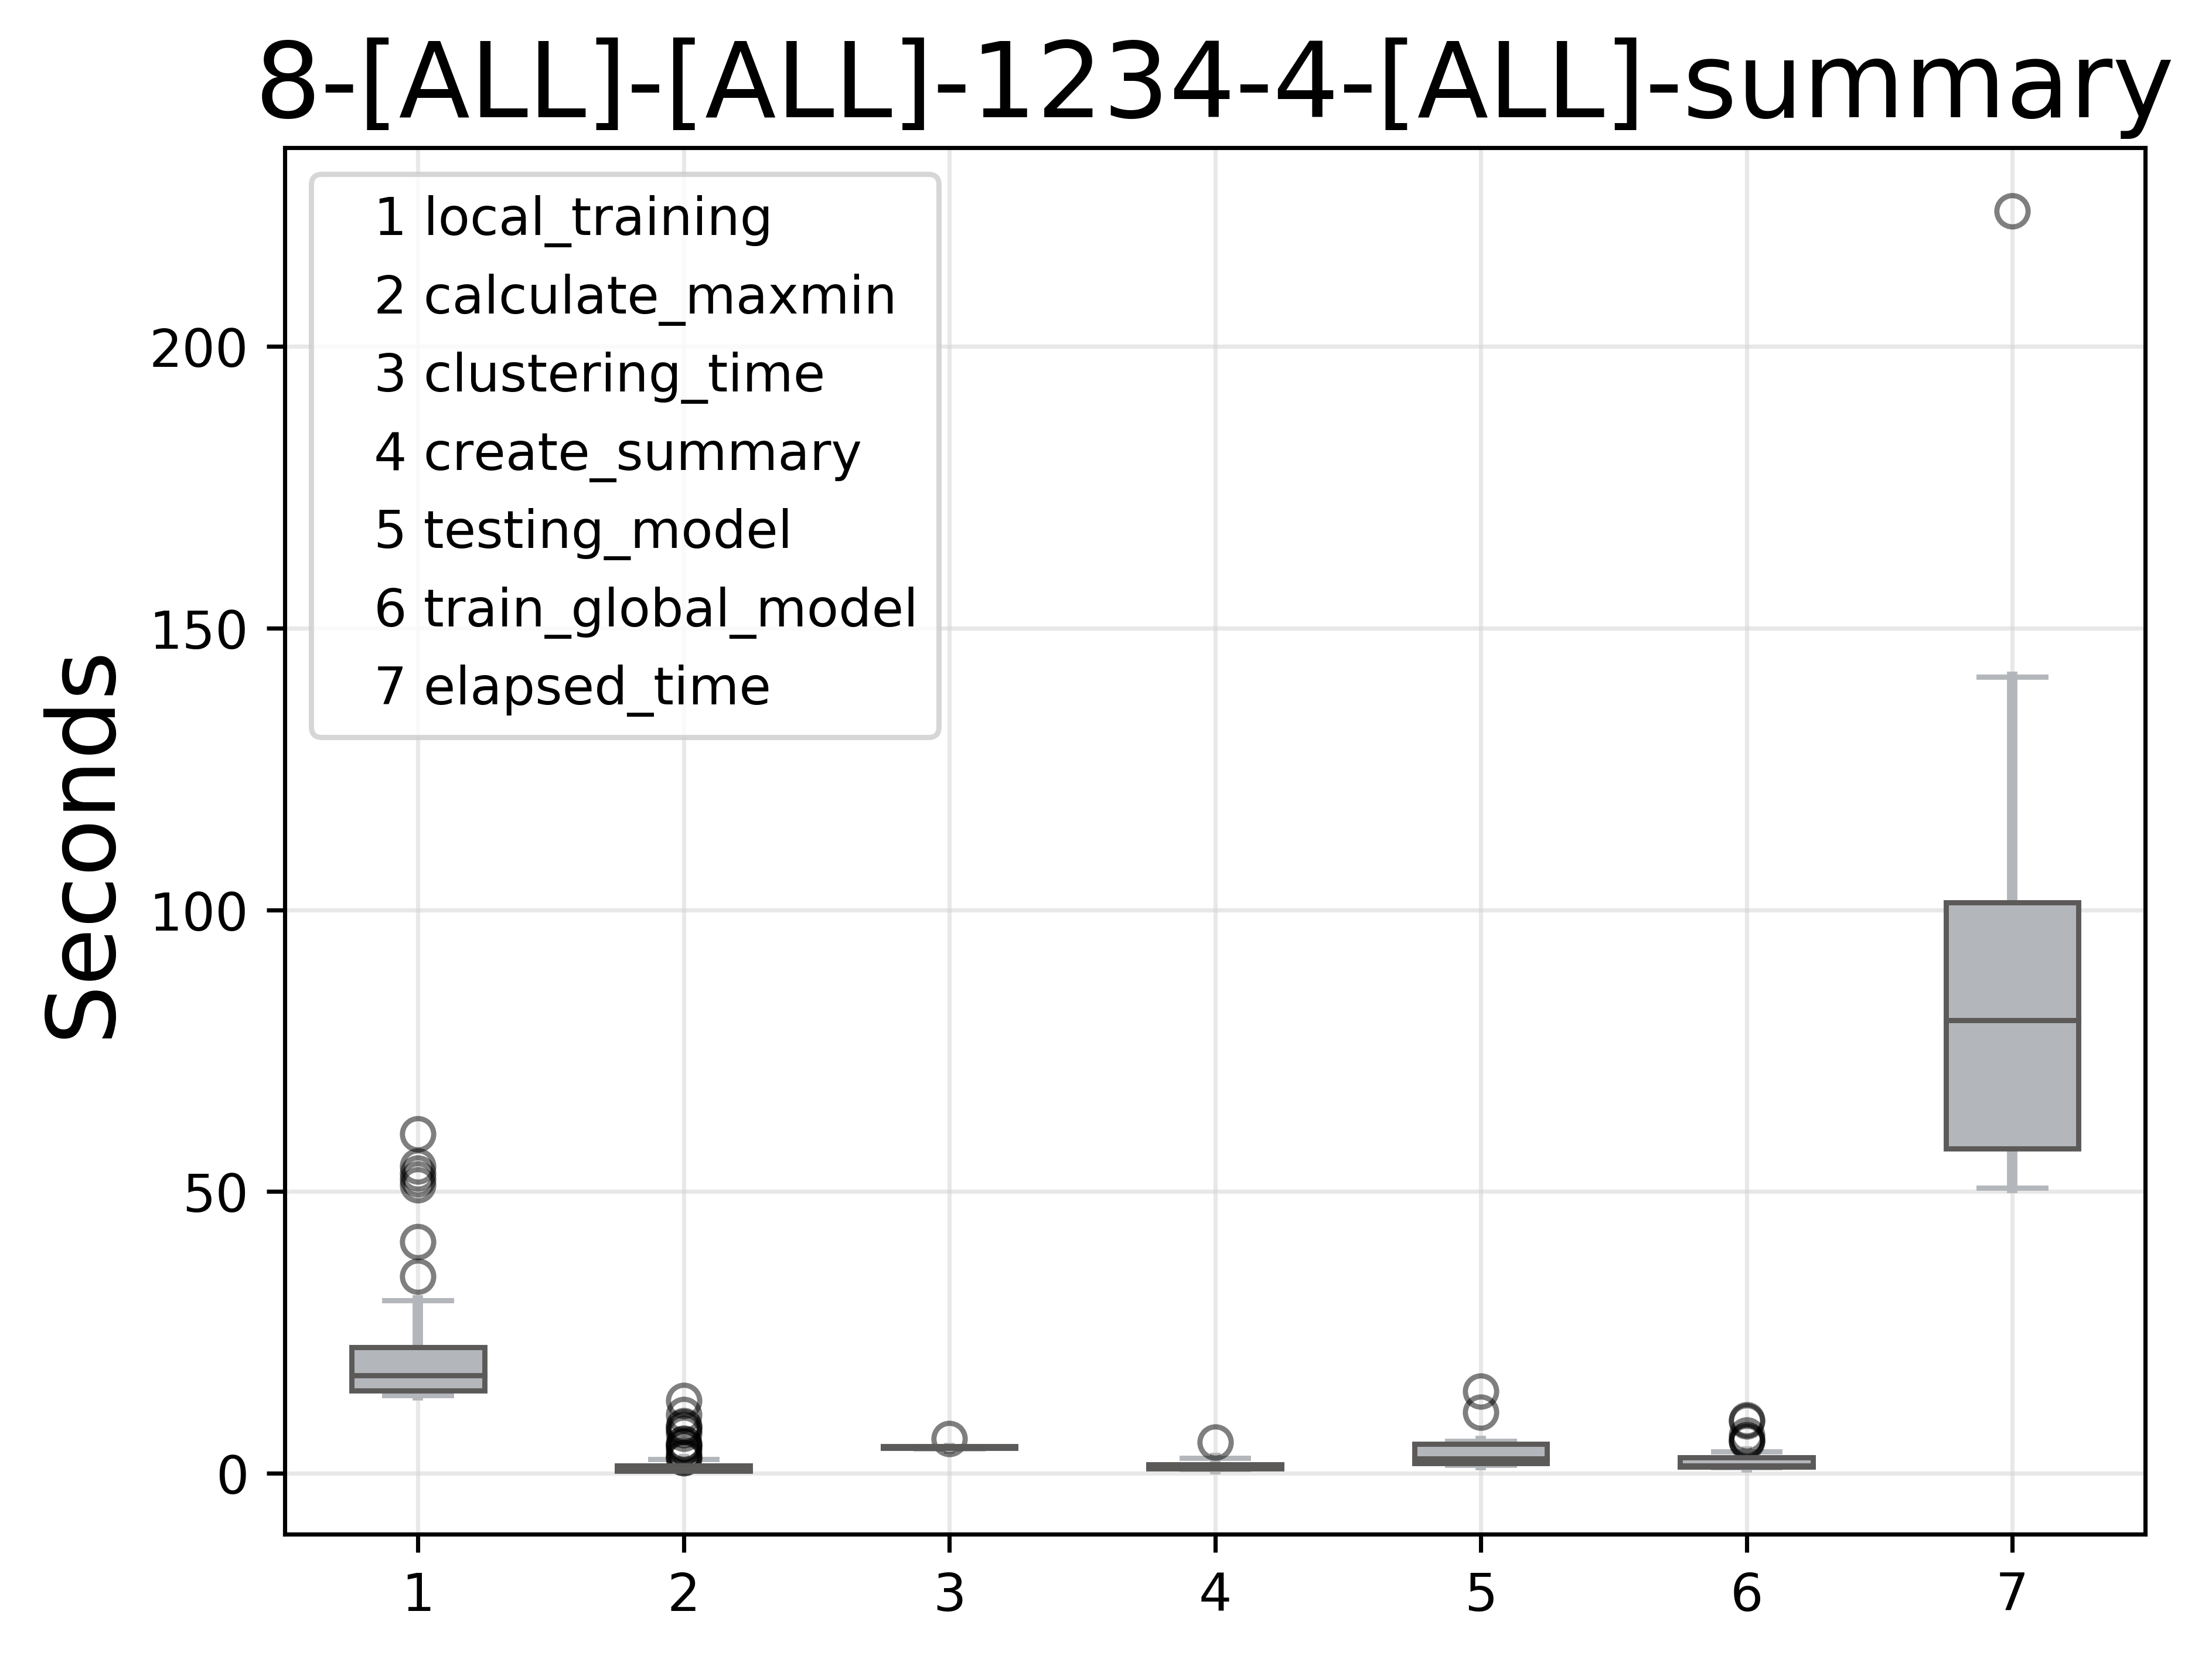 8-[ALL]-[ALL]-1234-4-[ALL]-summary
1 local_training
2 calculate_maxmin
3 clustering_time
4 create_summary
5 testing_model
6 train_global_model
7 elapsed_time
Seconds
200
150
100
50
0
1 2 3 4 5 6 7